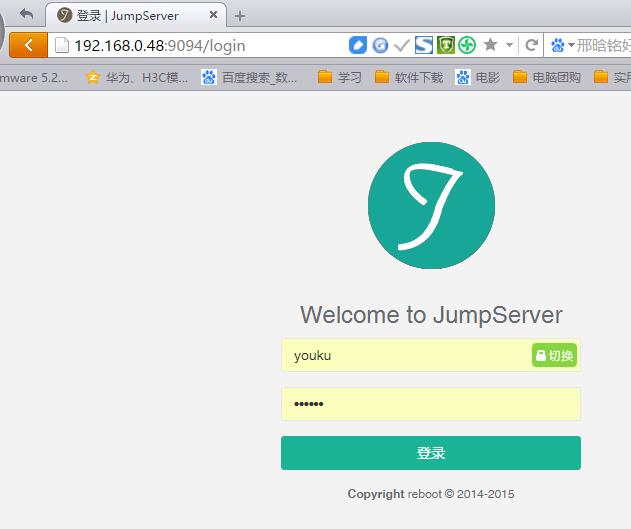 登录 | JumpServer
192.168.0.48:9094/login
邢晗铭好
mware 5.2...
华为、H3C模...
百度搜索_数...
学习
软件下载
电影
电脑团购
实用
Welcome to JumpServer
youku
切换
••••••
登录
Copyright reboot © 2014-2015